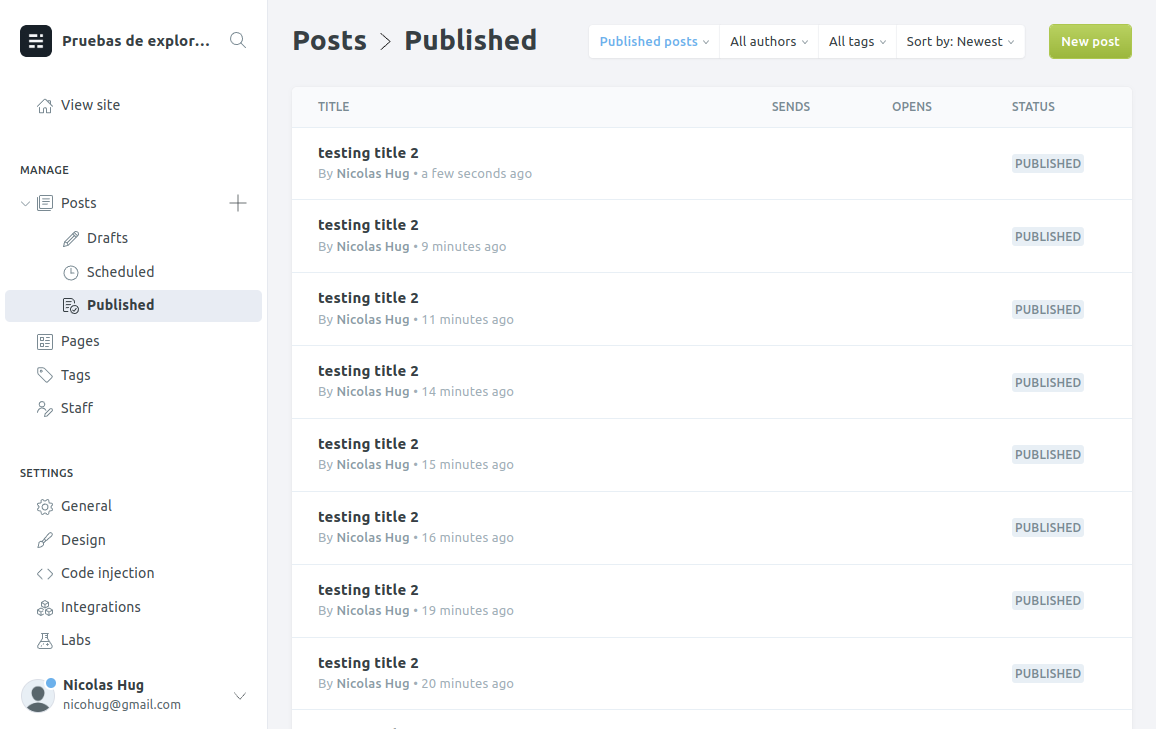 Pruebas de explor...
View site
MANAGE
Posts
Drafts
Scheduled
Published
Pages
Tags
Staff
SETTINGS
General
Design
Code injection
Integrations
Labs
Nicolas Hug
nicohug@gmail.com
Posts > Published
Published posts All authors All tags Sort by: Newest
New post
TITLE SENDS OPENS STATUS
testing title 2
By Nicolas Hug • a few seconds ago
PUBLISHED
testing title 2
By Nicolas Hug • 9 minutes ago
PUBLISHED
testing title 2
By Nicolas Hug • 11 minutes ago
PUBLISHED
testing title 2
By Nicolas Hug • 14 minutes ago
PUBLISHED
testing title 2
By Nicolas Hug • 15 minutes ago
PUBLISHED
testing title 2
By Nicolas Hug • 16 minutes ago
PUBLISHED
testing title 2
By Nicolas Hug • 19 minutes ago
PUBLISHED
testing title 2
By Nicolas Hug • 20 minutes ago
PUBLISHED